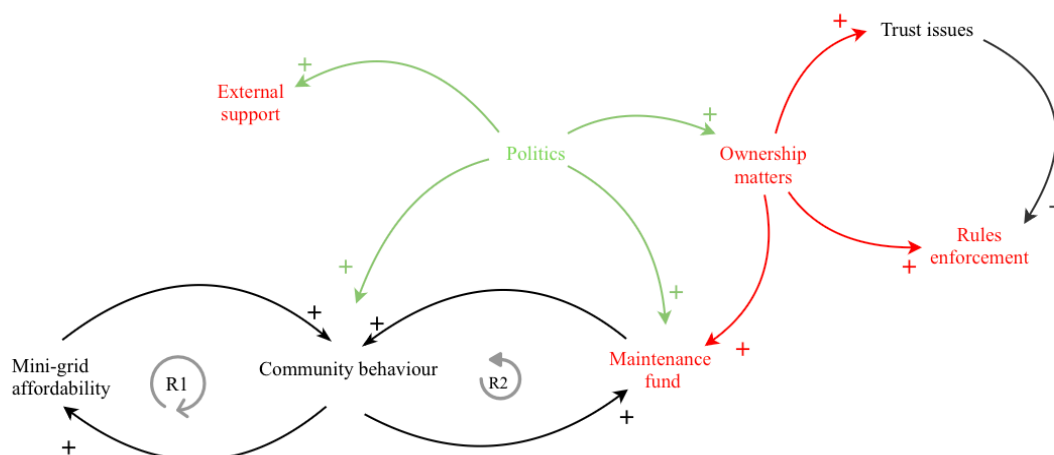 +
Trust issues
+
External
support
+
Politics
Ownership
matters
-
Rules
enforcement
+
+
+
+
+
+
Mini-grid
affordability
R1
Community behaviour
R2
Maintenance
fund
+
+